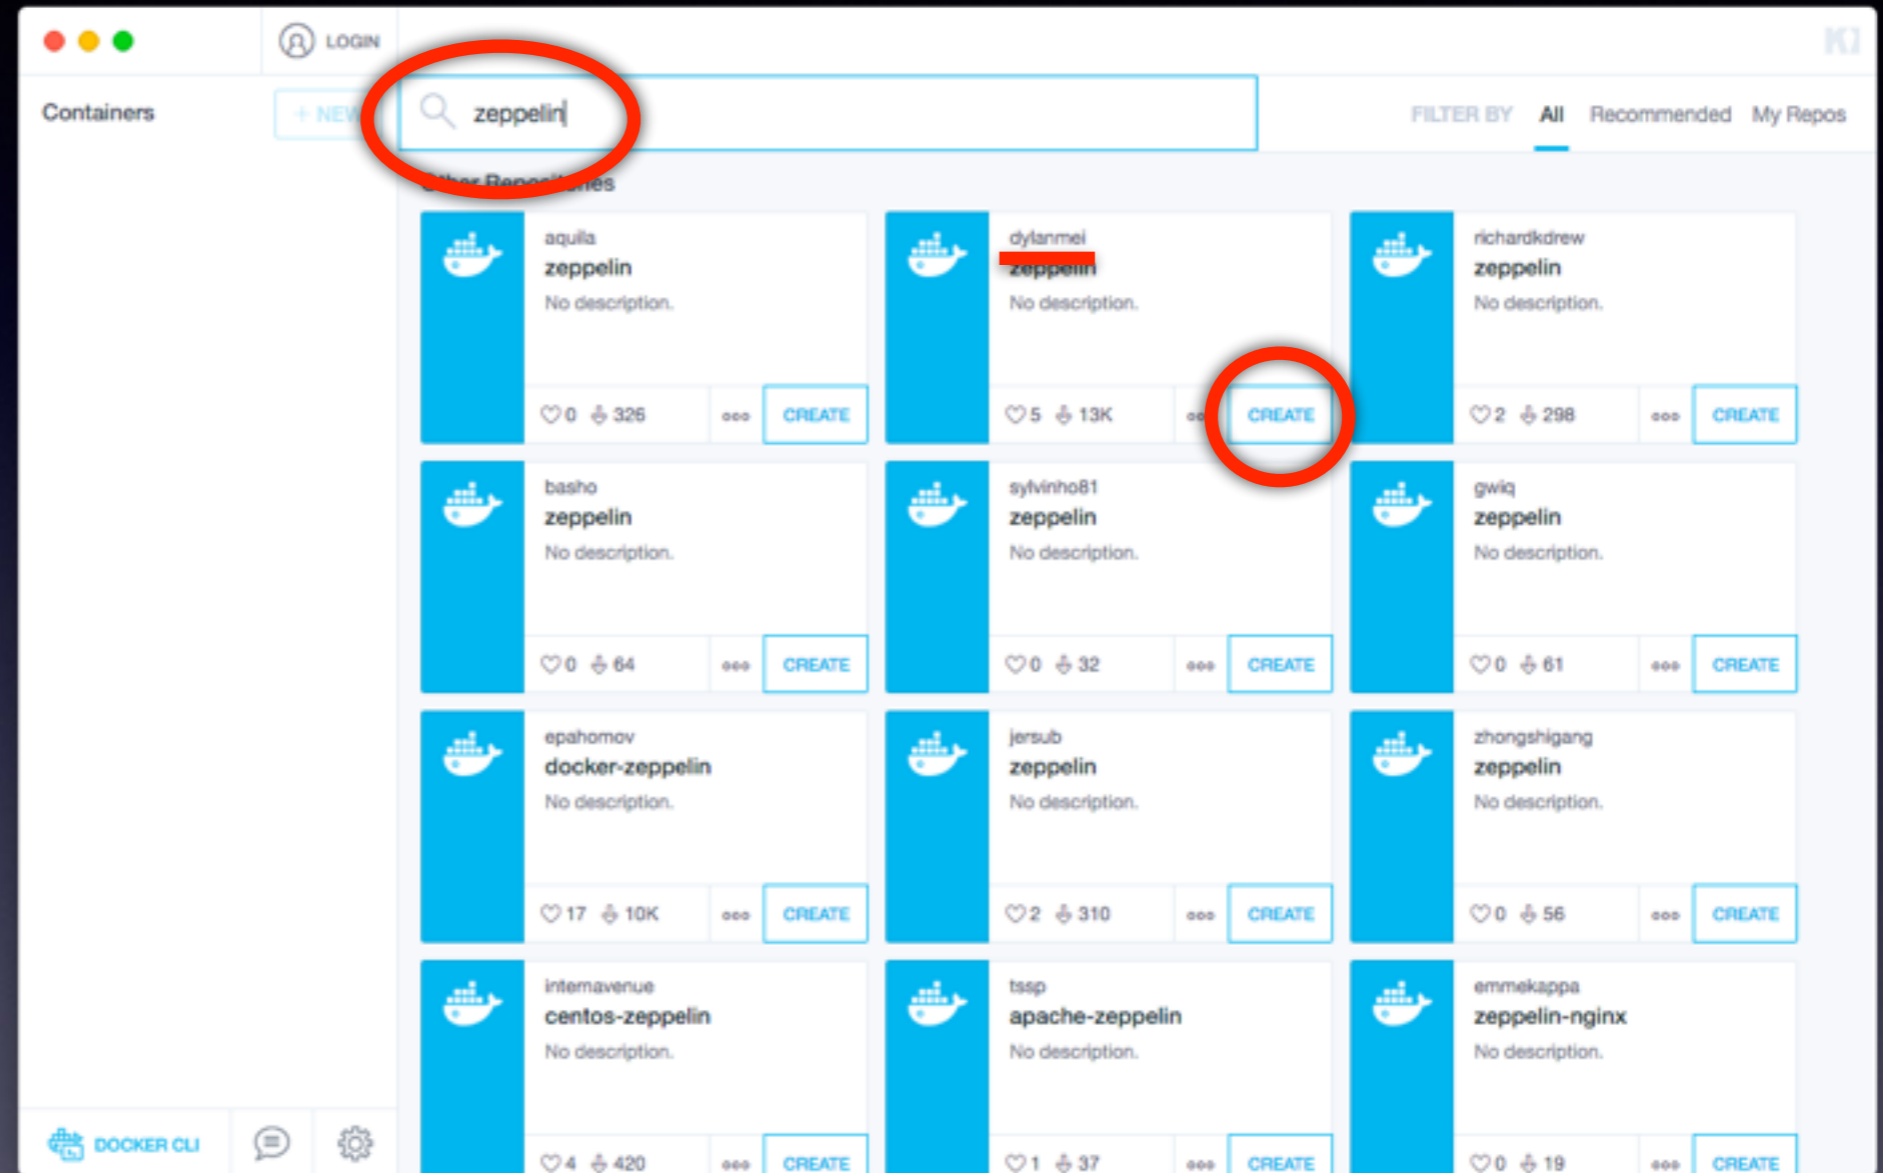 LOGIN
Containers
+ NEW
zeppelin
FILTER BY All Recommended My Repos
Other Repositories
aquila
zeppelin
No description.
0 326
CREATE
dylanmei
zeppelin
No description.
5 13K
CREATE
richardkdrew
zeppelin
No description.
2 298
CREATE
basho
zeppelin
No description.
0 64
CREATE
sylvinho81
zeppelin
No description.
0 32
CREATE
gwiq
zeppelin
No description.
0 61
CREATE
epahomov
docker-zeppelin
No description.
17 10K
CREATE
jersub
zeppelin
No description.
2 310
CREATE
zhongshigang
zeppelin
No description.
0 56
CREATE
internavenue
centos-zeppelin
No description.
4 420
CREATE
tssp
apache-zeppelin
No description.
1 37
CREATE
emmekappa
zeppelin-nginx
No description.
0 19
CREATE
DOCKER CLI